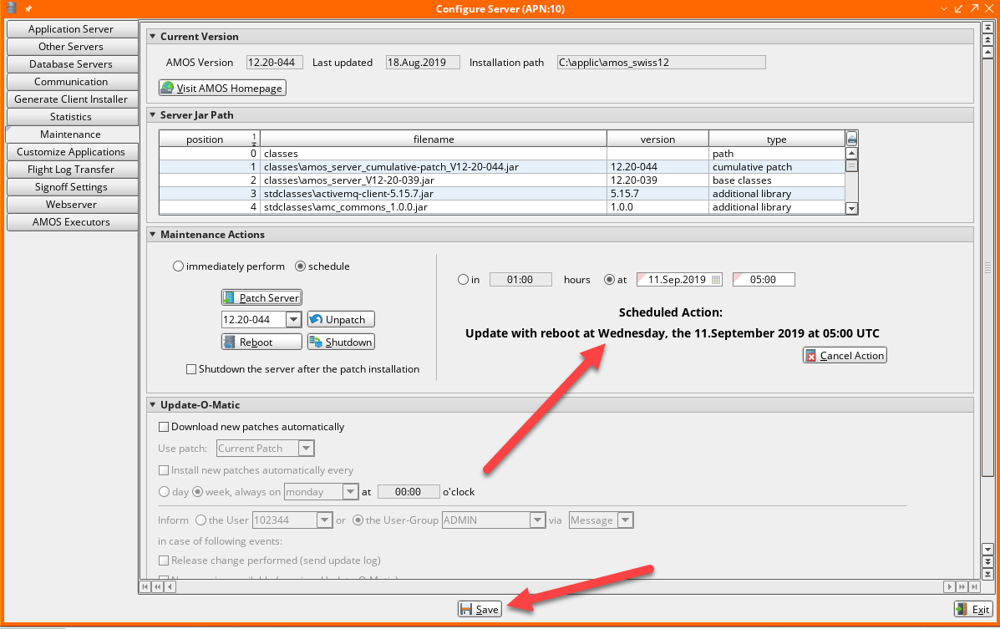 Configure Server (APN:10)
Application Server
Other Servers
Database Servers
Communication
Generate Client Installer
Statistics
Maintenance
Customize Applications
Flight Log Transfer
Signoff Settings
Webserver
AMOS Executors
Current Version
AMOS Version 12.20-044 Last updated 18.Aug.2019 Installation path C:\applic\amos_swiss12
Visit AMOS Homepage
Server Jar Path
position 1 filename version type
0 classes path
1 classes\amos_server_cumulative-patch_V12-20-044.jar 12.20-044 cumulative patch
2 classes\amos_server_V12-20-039.jar 12.20-039 base classes
3 stdclasses\activemq-client-5.15.7.jar 5.15.7 additional library
4 stdclasses\amc_commons_1.0.0.jar 1.0.0 additional library
Maintenance Actions
immediately perform schedule
in 01:00 hours at 11.Sep.2019 05:00
Patch Server
12.20-044 Unpatch
Reboot Shutdown
Shutdown the server after the patch installation
Scheduled Action:
Update with reboot at Wednesday, the 11.September 2019 at 05:00 UTC
Cancel Action
Update-O-Matic
Download new patches automatically
Use patch: Current Patch
Install new patches automatically every
day week, always on monday at 00:00 o'clock
Inform the User 102344 or the User-Group ADMIN via Message
in case of following events:
Release change performed (send update log)
Save
Exit